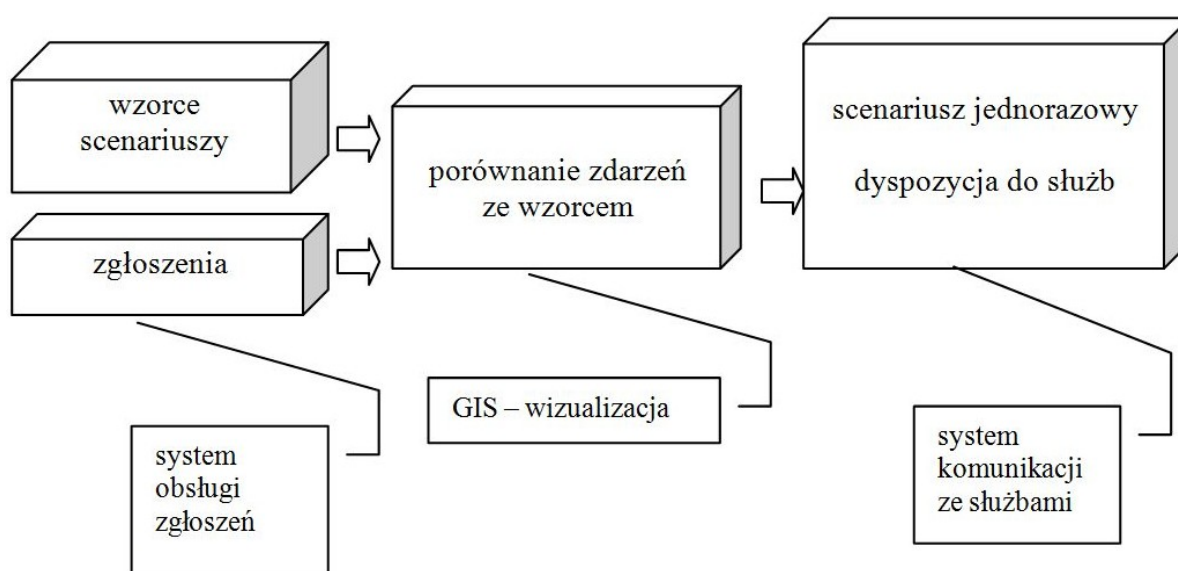 wzorce
scenariuszy
zgłoszenia
porównanie zdarzeń
ze wzorcem
scenariusz jednorazowy
dyspozycja do służb
system
obsługi
zgłoszeń
GIS – wizualizacja
system
komunikacji
ze służbami